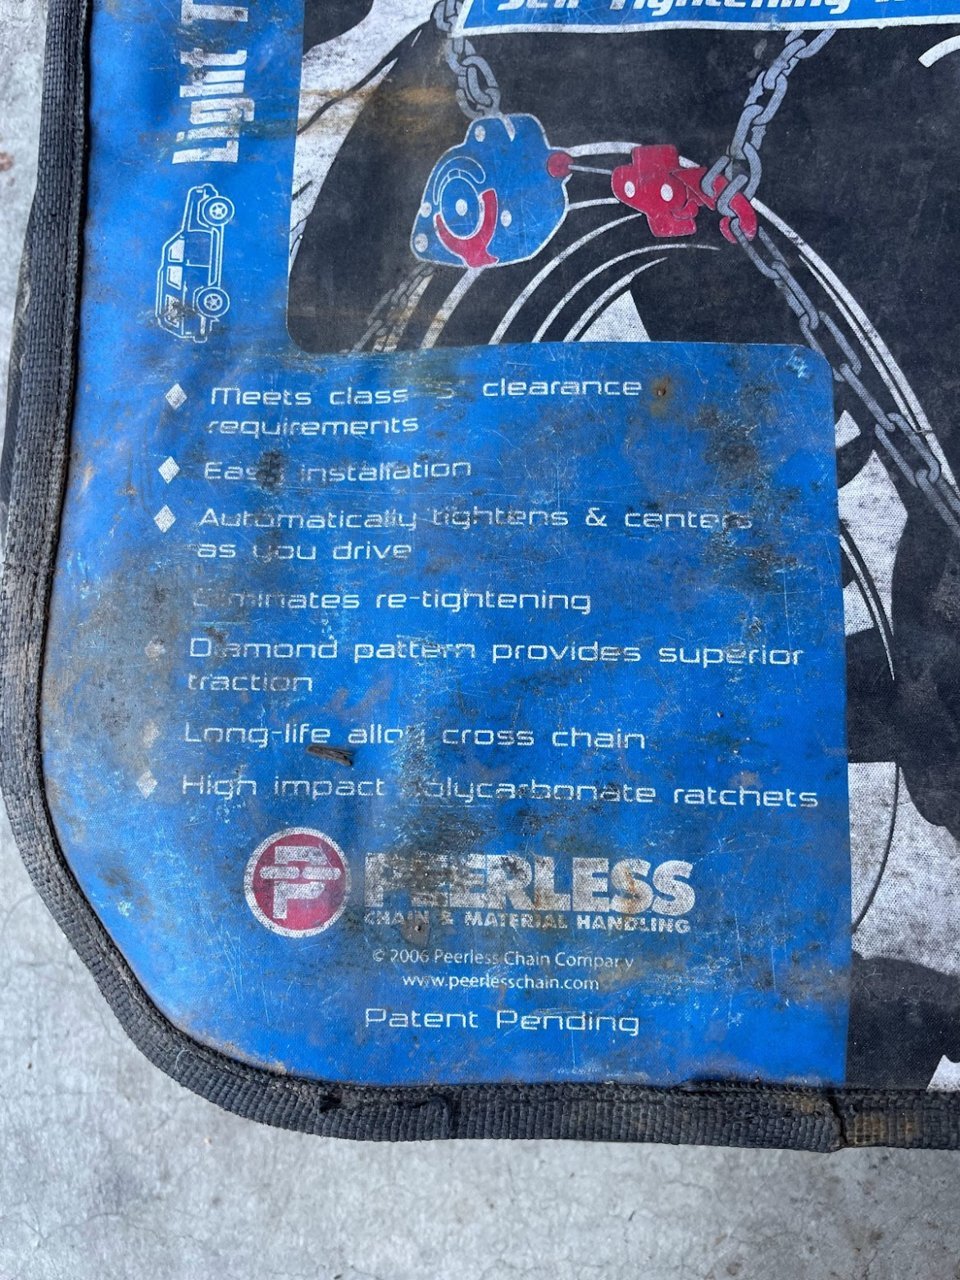 Self Tightening
Light T
Meets class S clearance
requirements
Easy installation
Automatically tightens & centers
as you drive
Eliminates re-tightening
Diamond pattern provides superior
traction
Long-life alloy cross chain
High impact polycarbonate ratchets
P
PEERLESS
CHAIN & MATERIAL HANDLING
© 2006 Peerless Chain Company
www.peerlesschain.com
Patent Pending